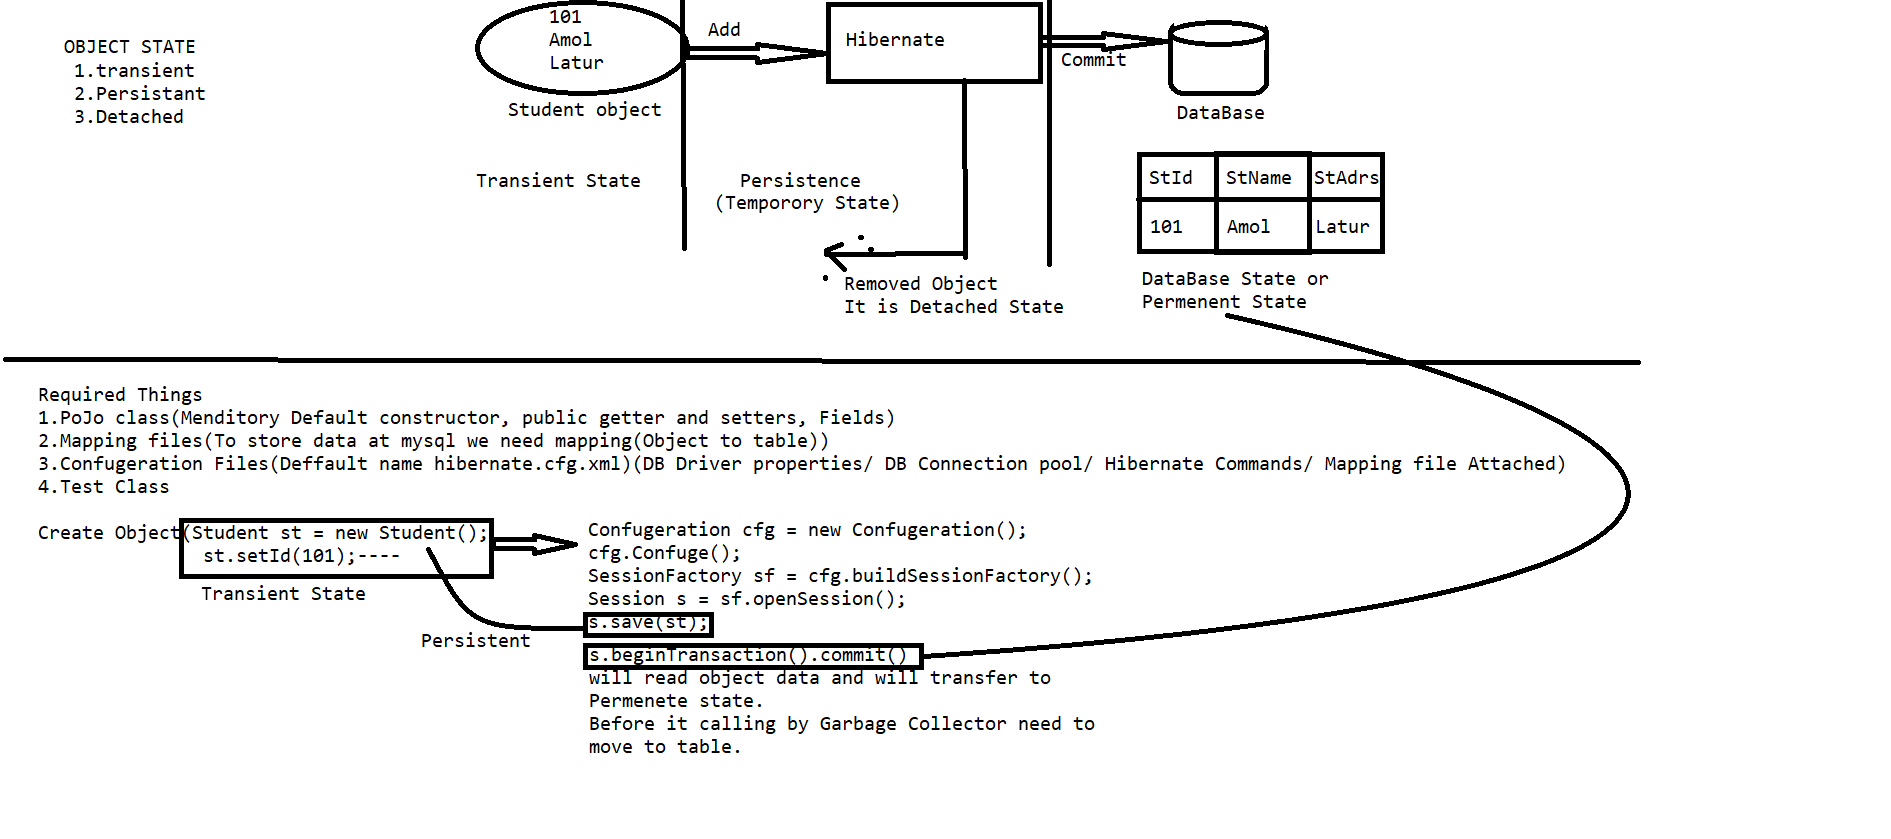 OBJECT STATE
1.transient
2.Persistant
3.Detached
101
Amol
Latur
Student object
Add
Hibernate
Commit
DataBase
Transient State
Persistence
(Temporory State)
StId StName StAdrs
101 Amol Latur
Removed Object
It is Detached State
DataBase State or
Permenent State
Required Things
1.PoJo class(Menditory Default constructor, public getter and setters, Fields)
2.Mapping files(To store data at mysql we need mapping(Object to table))
3.Confugeration Files(Deffault name hibernate.cfg.xml)(DB Driver properties/ DB Connection pool/ Hibernate Commands/ Mapping file Attached)
4.Test Class
Create Object(Student st = new Student();
st.setId(101);----
Transient State
Persistent
Confugeration cfg = new Confugeration();
cfg.Confuge();
SessionFactory sf = cfg.buildSessionFactory();
Session s = sf.openSession();
s.save(st);
s.beginTransaction().commit()
will read object data and will transfer to
Permenete state.
Before it calling by Garbage Collector need to
move to table.